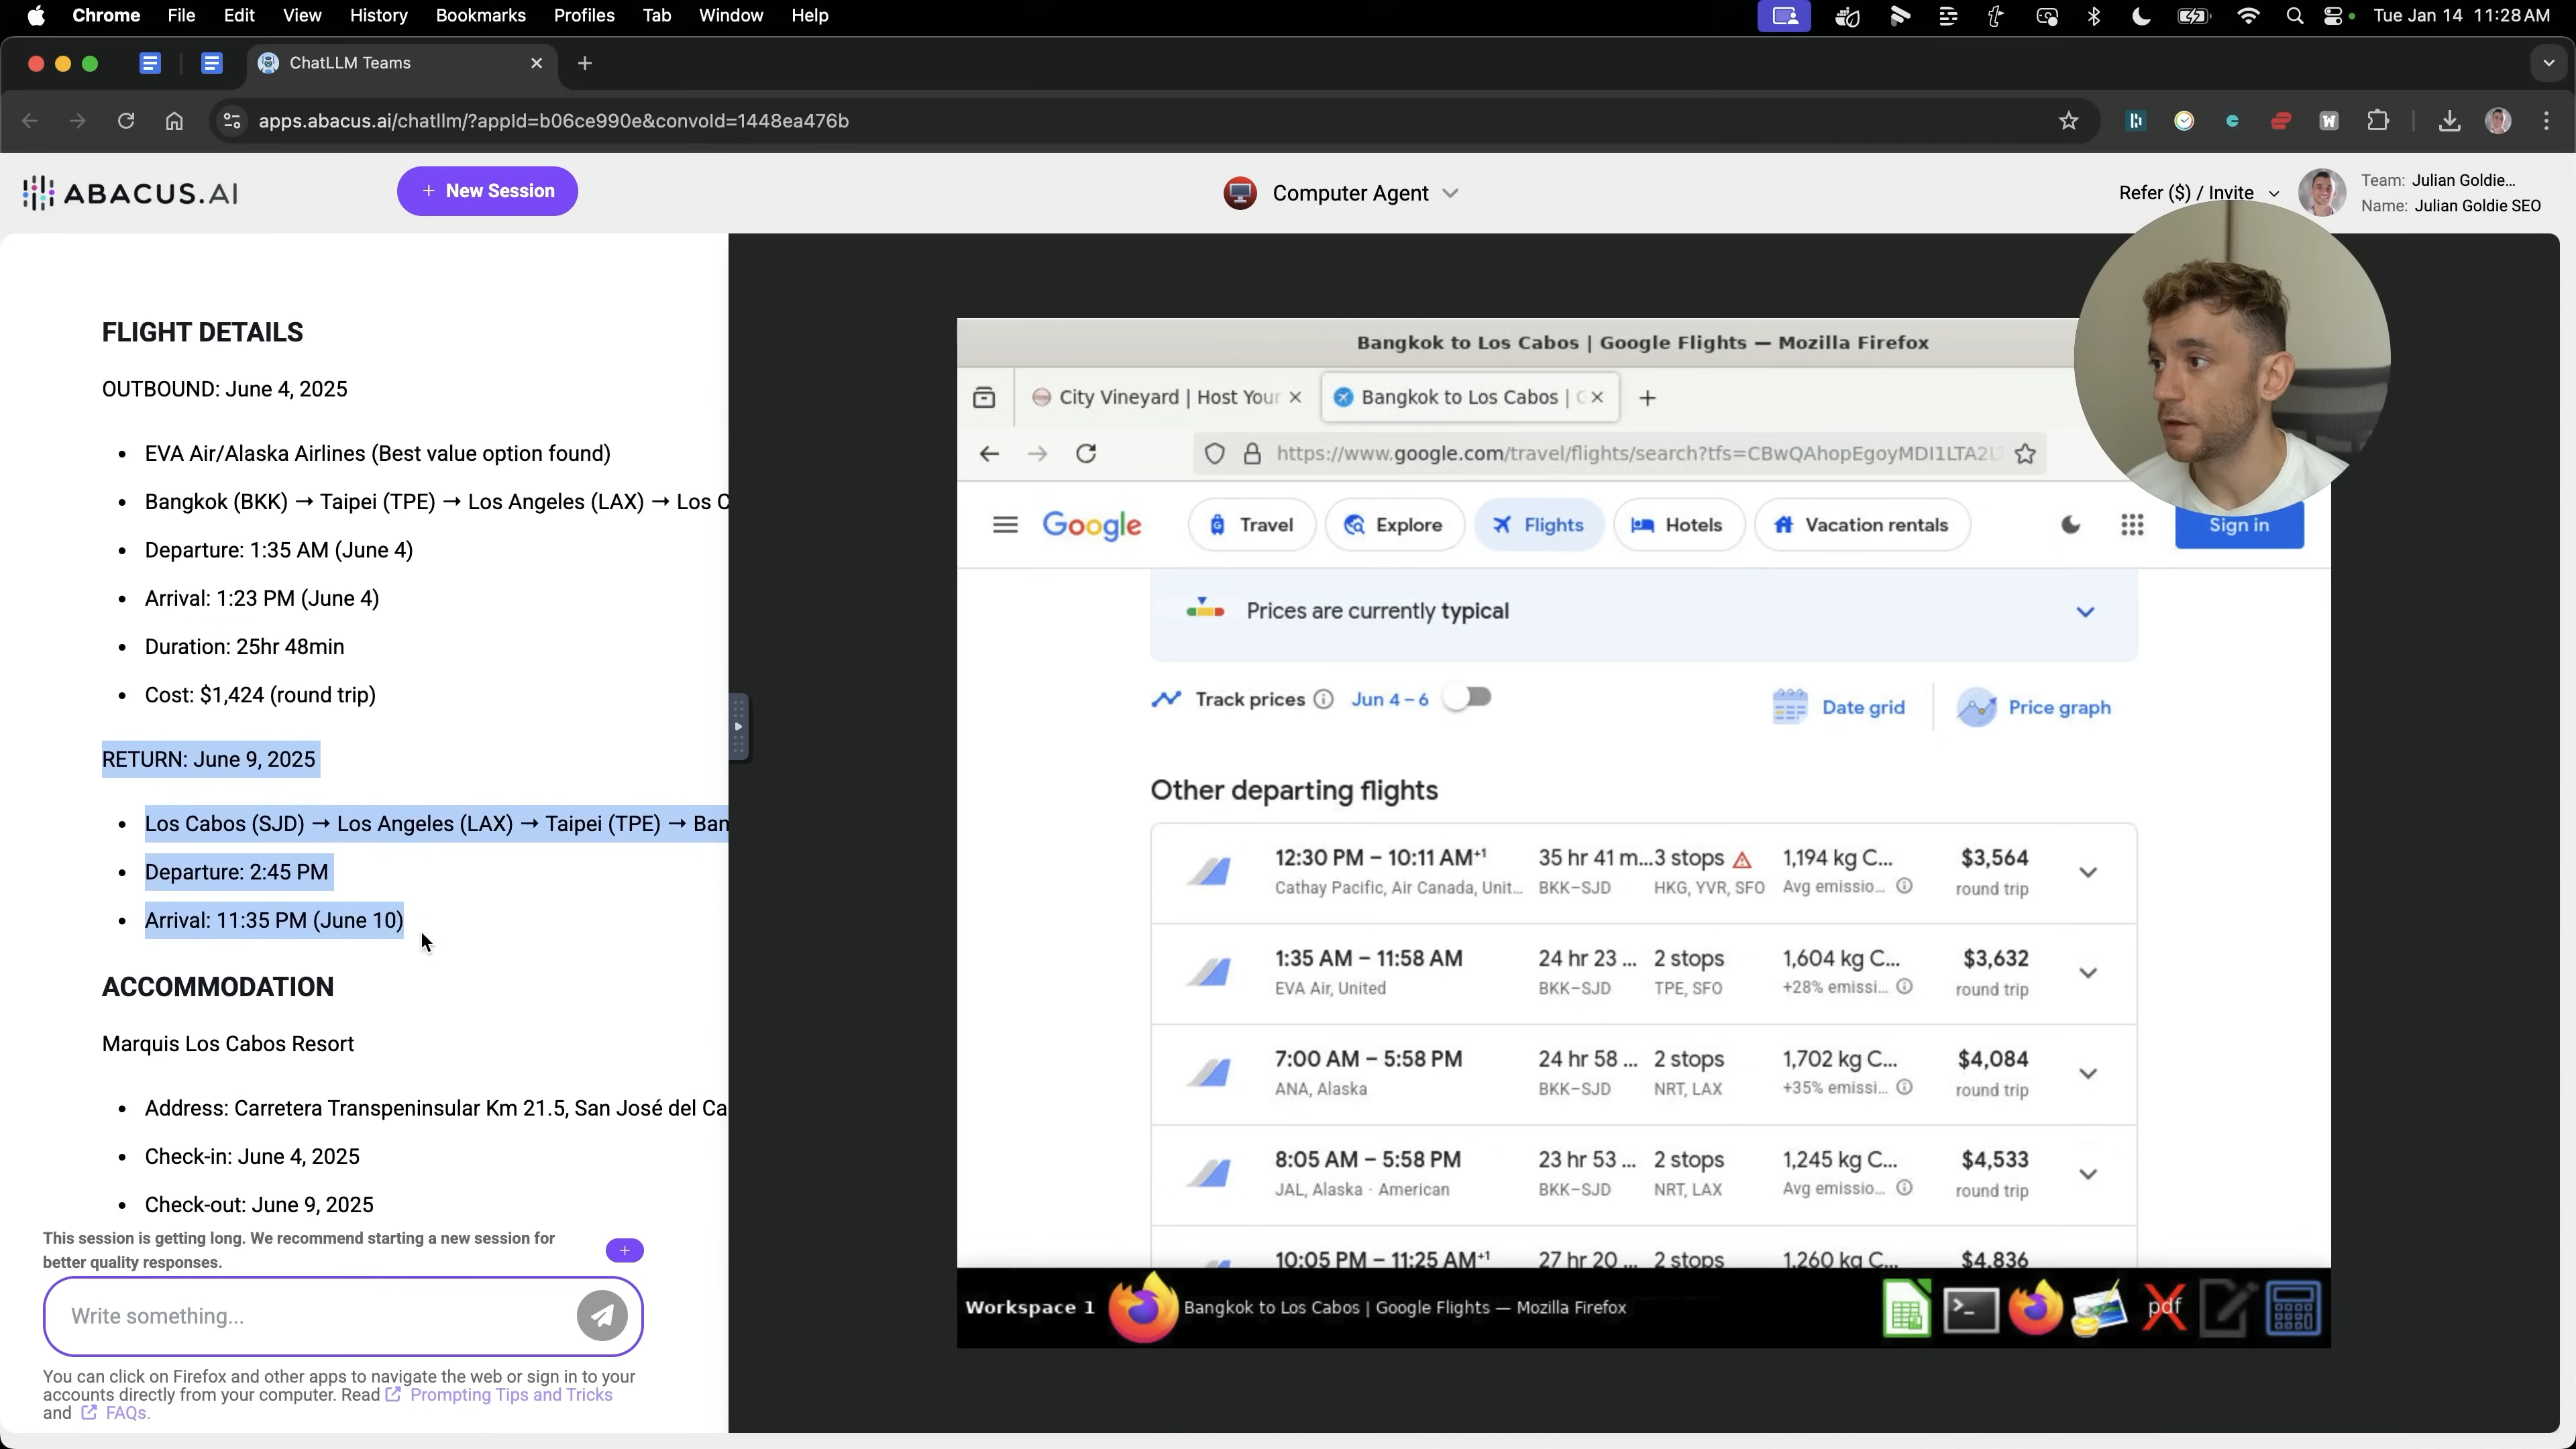 Chrome File Edit View History Bookmarks Profiles Tab Window Help
Tue Jan 14 11:28 AM
ChatLLM Teams
apps.abacus.ai/chatllm/?appId=b06ce990e&convoId=1448ea476b
ABACUS.AI
+ New Session
Computer Agent
Refer ($) / Invite
Team: Julian Goldie...
Name: Julian Goldie SEO
FLIGHT DETAILS
OUTBOUND: June 4, 2025
• EVA Air/Alaska Airlines (Best value option found)
• Bangkok (BKK) → Taipei (TPE) → Los Angeles (LAX) → Los C
• Departure: 1:35 AM (June 4)
• Arrival: 1:23 PM (June 4)
• Duration: 25hr 48min
• Cost: $1,424 (round trip)
RETURN: June 9, 2025
• Los Cabos (SJD) → Los Angeles (LAX) → Taipei (TPE) → Ban
• Departure: 2:45 PM
• Arrival: 11:35 PM (June 10)
ACCOMMODATION
Marquis Los Cabos Resort
• Address: Carretera Transpeninsular Km 21.5, San José del Ca
• Check-in: June 4, 2025
• Check-out: June 9, 2025
This session is getting long. We recommend starting a new session for
better quality responses.
Write something...
You can click on Firefox and other apps to navigate the web or sign in to your
accounts directly from your computer. Read Prompting Tips and Tricks
and FAQs.
Bangkok to Los Cabos | Google Flights — Mozilla Firefox
City Vineyard | Host Your
Bangkok to Los Cabos |
https://www.google.com/travel/flights/search?tfs=CBwQAhopEgoyMDI1LTA2L
Google
Travel
Explore
Flights
Hotels
Vacation rentals
Sign in
Prices are currently typical
Track prices Jun 4 – 6
Date grid
Price graph
Other departing flights
12:30 PM – 10:11 AM+1 35 hr 41 m... 3 stops 1,194 kg C... $3,564
Cathay Pacific, Air Canada, Unit... BKK–SJD HKG, YVR, SFO Avg emissio... round trip
1:35 AM – 11:58 AM 24 hr 23 ... 2 stops 1,604 kg C... $3,632
EVA Air, United BKK–SJD TPE, SFO +28% emissi... round trip
7:00 AM – 5:58 PM 24 hr 58 ... 2 stops 1,702 kg C... $4,084
ANA, Alaska BKK–SJD NRT, LAX +35% emissi... round trip
8:05 AM – 5:58 PM 23 hr 53 ... 2 stops 1,245 kg C... $4,533
JAL, Alaska · American BKK–SJD NRT, LAX Avg emissio... round trip
10:05 PM – 11:25 AM+1 27 hr 20 ... 2 stops 1,260 kg C... $4,836
Workspace 1
Bangkok to Los Cabos | Google Flights — Mozilla Firefox
pdf